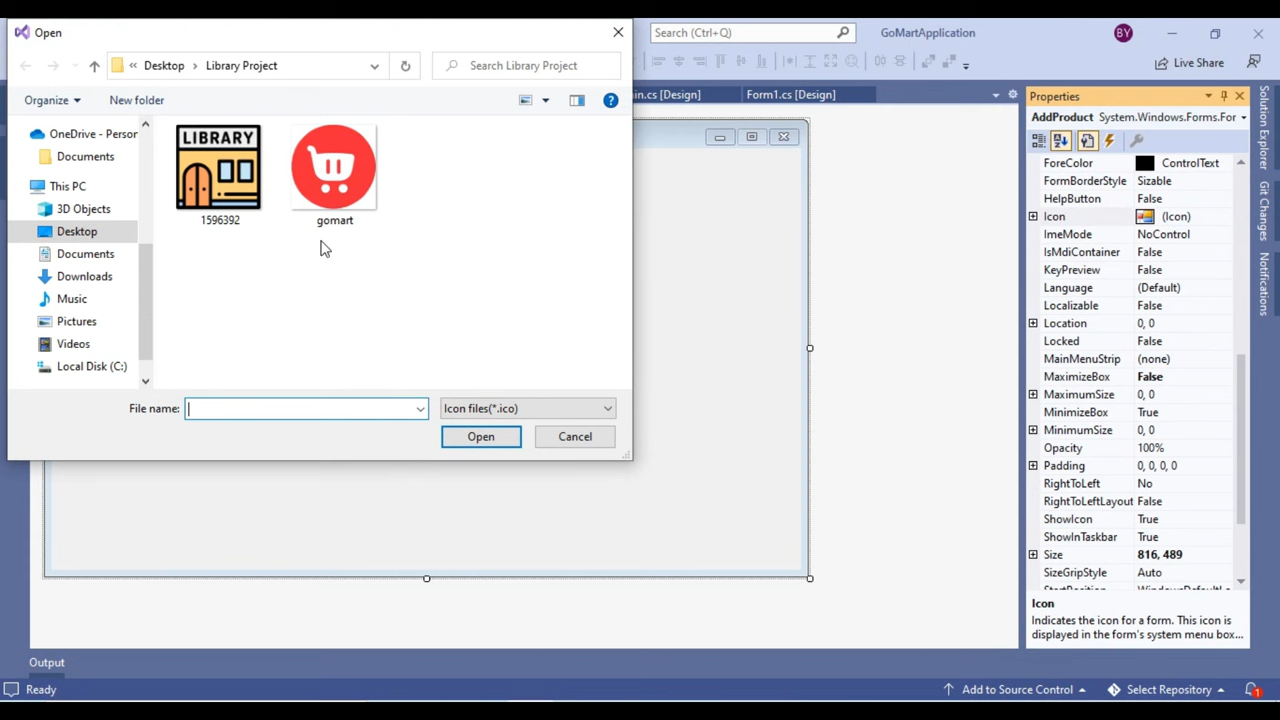 Open
Desktop > Library Project
Search Library Project
Organize
New folder
OneDrive - Person
Documents
This PC
3D Objects
Desktop
Documents
Downloads
Music
Pictures
Videos
Local Disk (C:)
LIBRARY
1596392
gomart
File name:
Icon files(*.ico)
Open
Cancel
Search (Ctrl+Q)
GoMartApplication
BY
Live Share
in.cs [Design]
Form1.cs [Design]
Properties
AddProduct System.Windows.Forms.For
ForeColor ControlText
FormBorderStyle Sizable
HelpButton False
Icon (Icon)
ImeMode NoControl
IsMdiContainer False
KeyPreview False
Language (Default)
Localizable False
Location 0, 0
Locked False
MainMenuStrip (none)
MaximizeBox False
MaximumSize 0, 0
MinimizeBox True
MinimumSize 0, 0
Opacity 100%
Padding 0, 0, 0, 0
RightToLeft No
RightToLeftLayout False
ShowIcon True
ShowInTaskbar True
Size 816, 489
SizeGripStyle Auto
Icon
Indicates the icon for a form. This icon is
displayed in the form's system menu box...
Solution Explorer
Git Changes
Notifications
Output
Ready
Add to Source Control
Select Repository
1